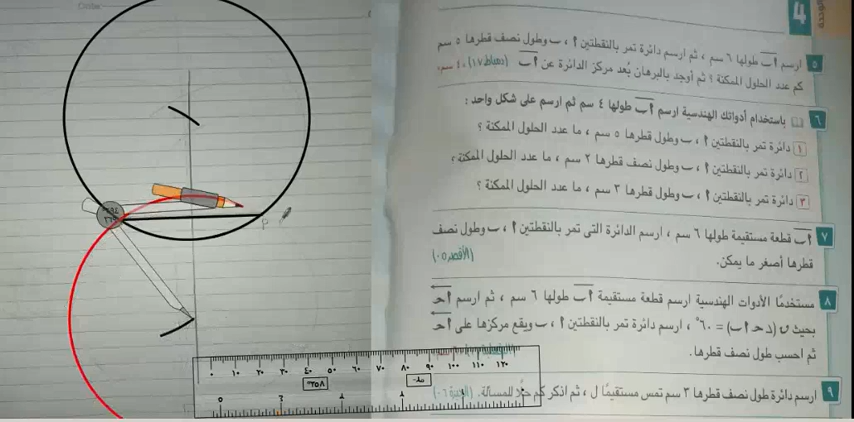 4
الوحدة
٥ ارسم أب طولها ٦ سم ، ثم ارسم دائرة تمر بالنقطتين أ ، ب وطول نصف قطرها ٥ سم
كم عدد الحلول الممكنة ؟ ثم أوجد بالبرهان بُعد مركز الدائرة عن أب (دمياط ١٧) ٤ سم.
٦ باستخدام أدواتك الهندسية ارسم أب طولها ٤ سم ثم ارسم على شكل واحد :
١ دائرة تمر بالنقطتين أ ، ب وطول قطرها ٥ سم ، ما عدد الحلول الممكنة ؟
٢ دائرة تمر بالنقطتين أ ، ب وطول نصف قطرها ٢ سم ، ما عدد الحلول الممكنة ؟
٣ دائرة تمر بالنقطتين أ ، ب وطول قطرها ٣ سم ، ما عدد الحلول الممكنة ؟
٧ أب قطعة مستقيمة طولها ٦ سم ، ارسم الدائرة التى تمر بالنقطتين أ ، ب وطول نصف
قطرها أصغر ما يمكن. (الأقصر ٠٥)
٨ مستخدمًا الأدوات الهندسية ارسم قطعة مستقيمة أب طولها ٦ سم ، ثم ارسم أحـ
بحيث ق (د حـ أ ب) = ٦٠° ، ارسم دائرة تمر بالنقطتين أ ، ب ويقع مركزها على أحـ
ثم احسب طول نصف قطرها.
٩ ارسم دائرة طول نصف قطرها ٣ سم تمس مستقيمًا ل ، ثم اذكر كم حلًا للمسألة.
أ
٠ ١٠ ٢٠ ٣٠ ٤٠ ٥٠ ٦٠ ٧٠ ٨٠ ٩٠ ١٠٠ ١١٠ ١٢٠
٣٥٨°